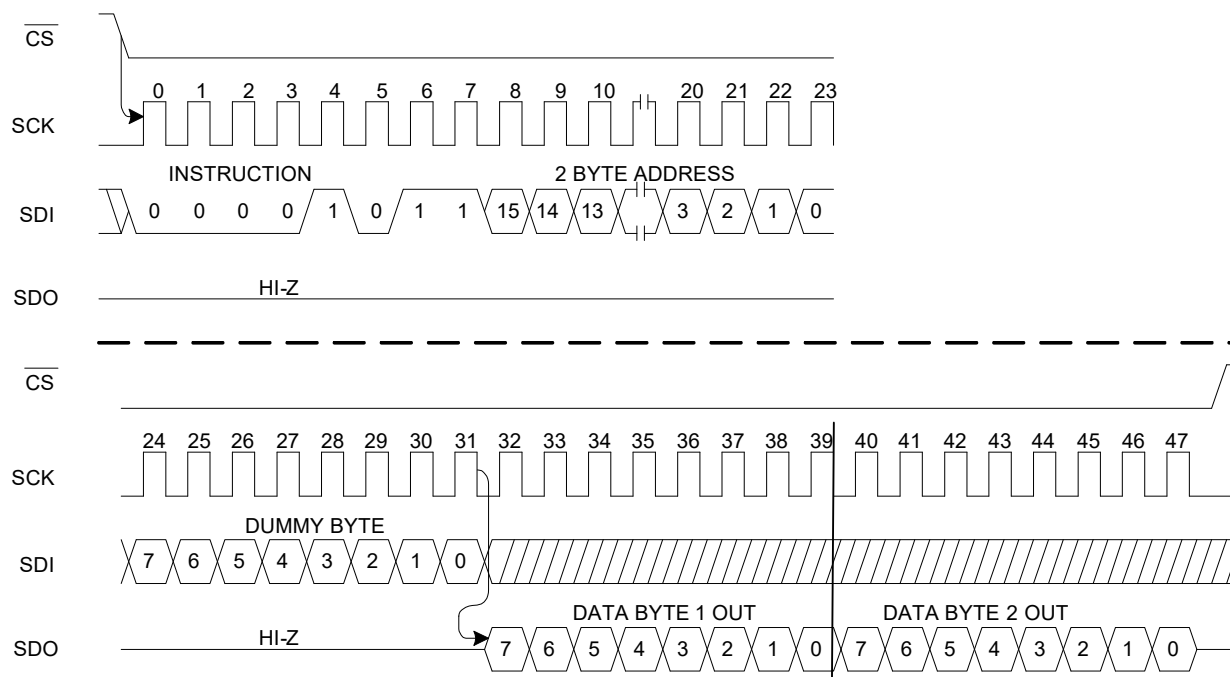 CS
0 1 2 3 4 5 6 7 8 9 10 20 21 22 23
SCK
INSTRUCTION 2 BYTE ADDRESS
SDI 0 0 0 0 1 0 1 1 15 14 13 3 2 1 0
HI-Z
SDO
CS
24 25 26 27 28 29 30 31 32 33 34 35 36 37 38 39 40 41 42 43 44 45 46 47
SCK
DUMMY BYTE
SDI 7 6 5 4 3 2 1 0
DATA BYTE 1 OUT DATA BYTE 2 OUT
HI-Z
SDO 7 6 5 4 3 2 1 0 7 6 5 4 3 2 1 0